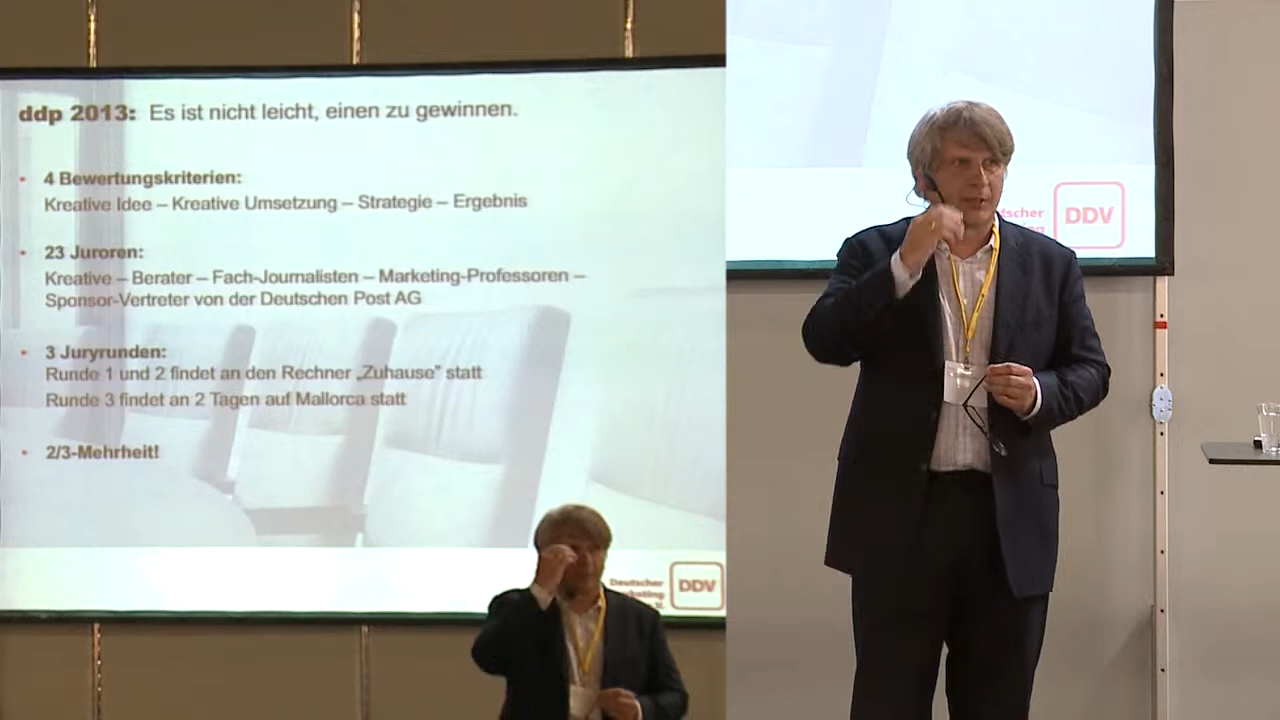 ddp 2013: Es ist nicht leicht, einen zu gewinnen.
4 Bewertungskriterien:
Kreative Idee – Kreative Umsetzung – Strategie – Ergebnis
23 Juroren:
Kreative – Berater – Fach-Journalisten – Marketing-Professoren –
Sponsor-Vertreter von der Deutschen Post AG
3 Juryrunden:
Runde 1 und 2 findet an den Rechner „Zuhause" statt
Runde 3 findet an 2 Tagen auf Mallorca statt
2/3-Mehrheit!
Deutscher
DDV
DDV